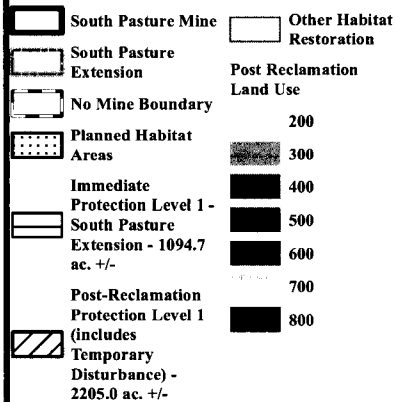 South Pasture Mine
South Pasture
Extension
No Mine Boundary
Planned Habitat
Areas
Immediate
Protection Level 1 -
South Pasture
Extension - 1094.7
ac. +/-
Post-Reclamation
Protection Level 1
(includes
Temporary
Disturbance) -
2205.0 ac. +/-
Other Habitat
Restoration
Post Reclamation
Land Use
200
300
400
500
600
700
800